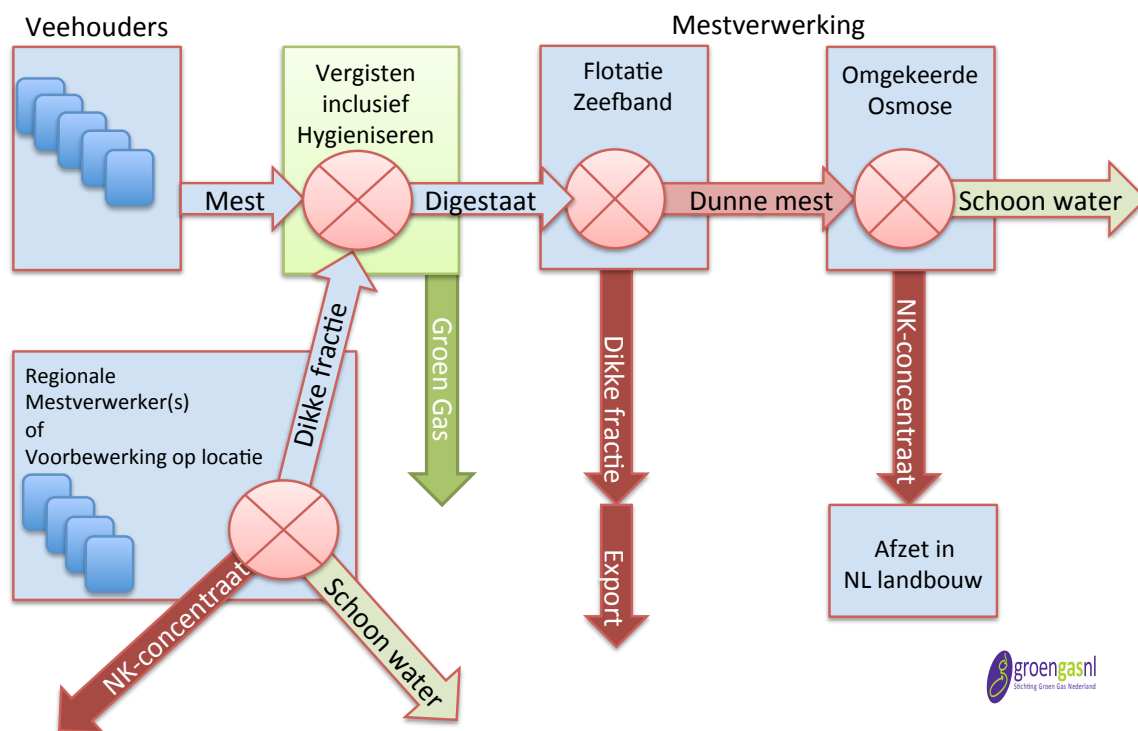 Veehouders
Mestverwerking
Vergisten
inclusief
Hygieniseren
Flotatie
Zeefband
Omgekeerde
Osmose
Mest
Digestaat
Dunne mest
Schoon water
Dikke fractie
Groen Gas
Dikke fractie
NK-concentraat
Regionale
Mestverwerker(s)
of
Voorbewerking op locatie
Export
Afzet in
NL landbouw
NK-concentraat
Schoon water
groengasnl
Stichting Groen Gas Nederland